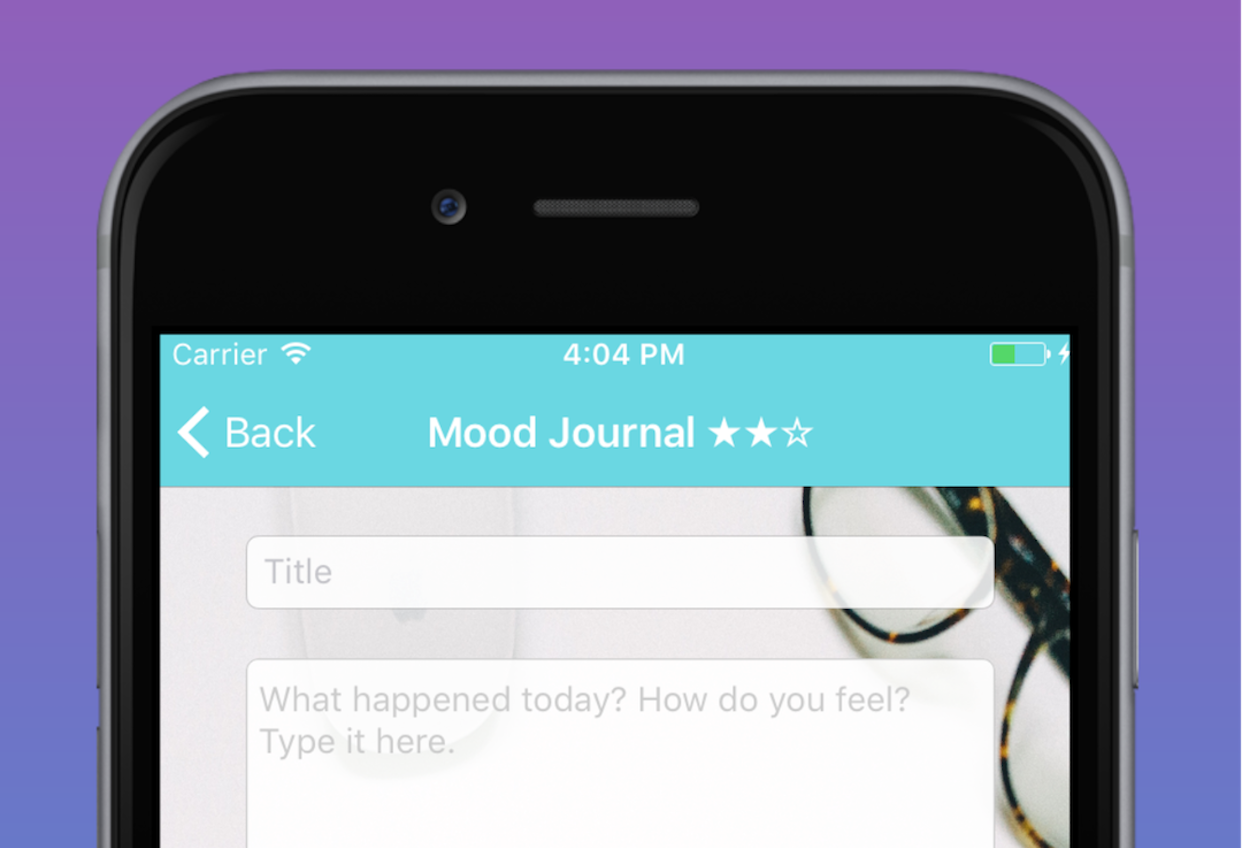 Carrier 4:04 PM
Back Mood Journal ★★☆
Title
What happened today? How do you feel?
Type it here.